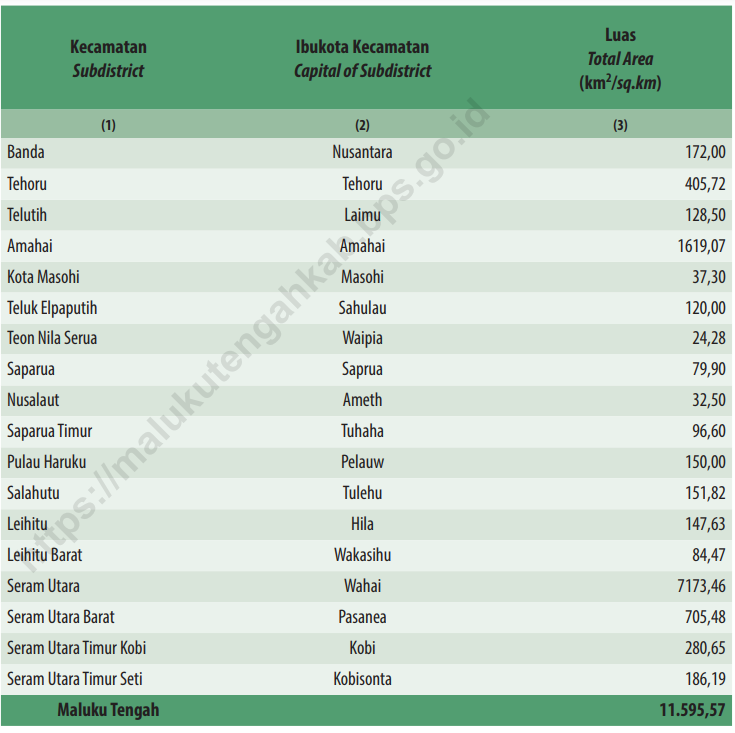 Kecamatan Ibukota Kecamatan Luas
Subdistrict Capital of Subdistrict Total Area
(km²/sq.km)
(1) (2) (3)
Banda Nusantara 172,00
Tehoru Tehoru 405,72
Telutih Laimu 128,50
Amahai Amahai 1619,07
Kota Masohi Masohi 37,30
Teluk Elpaputih Sahulau 120,00
Teon Nila Serua Waipia 24,28
Saparua Saprua 79,90
Nusalaut Ameth 32,50
Saparua Timur Tuhaha 96,60
Pulau Haruku Pelauw 150,00
Salahutu Tulehu 151,82
Leihitu Hila 147,63
Leihitu Barat Wakasihu 84,47
Seram Utara Wahai 7173,46
Seram Utara Barat Pasanea 705,48
Seram Utara Timur Kobi Kobi 280,65
Seram Utara Timur Seti Kobisonta 186,19
Maluku Tengah 11.595,57
https://malukutengahkab.bps.go.id